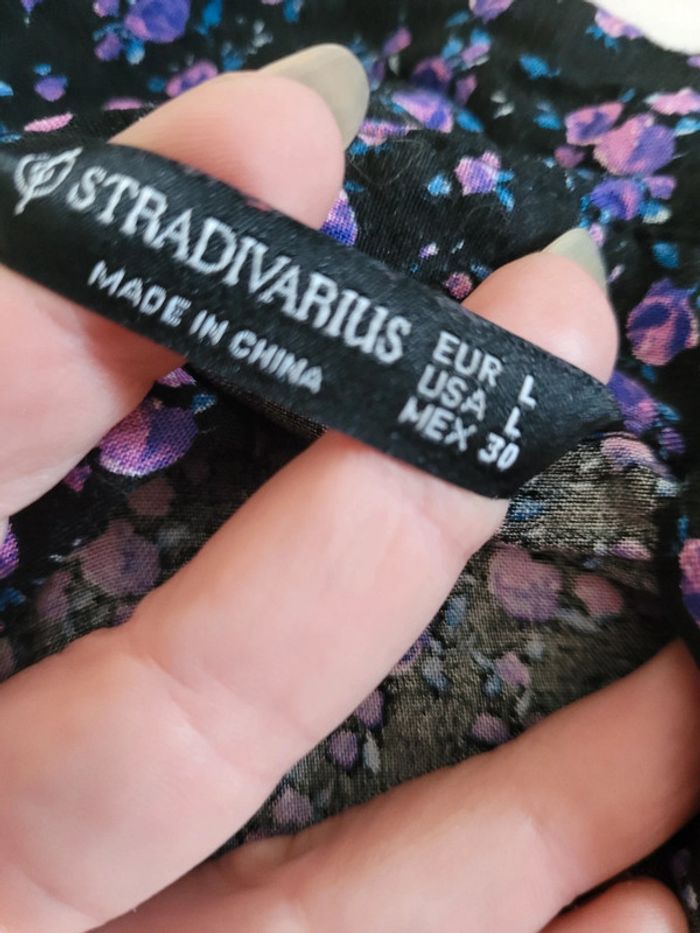 STRADIVARIUS
MADE IN CHINA
EUR L
USA L
MEX 30